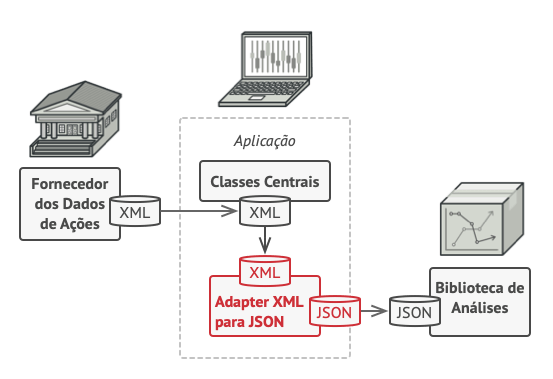 Aplicação
Fornecedor
dos Dados
de Ações
XML
Classes Centrais
XML
XML
Adapter XML
para JSON
JSON
JSON
Biblioteca de
Análises